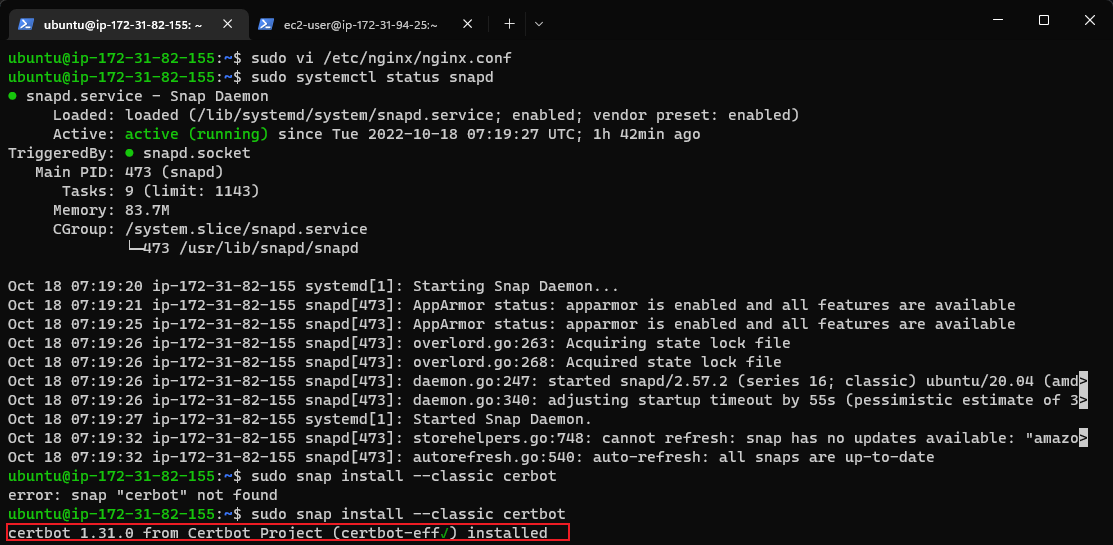 ubuntu@ip-172-31-82-155: ~
ec2-user@ip-172-31-94-25:~
ubuntu@ip-172-31-82-155:~$ sudo vi /etc/nginx/nginx.conf
ubuntu@ip-172-31-82-155:~$ sudo systemctl status snapd
● snapd.service - Snap Daemon
     Loaded: loaded (/lib/systemd/system/snapd.service; enabled; vendor preset: enabled)
     Active: active (running) since Tue 2022-10-18 07:19:27 UTC; 1h 42min ago
TriggeredBy: ● snapd.socket
   Main PID: 473 (snapd)
      Tasks: 9 (limit: 1143)
     Memory: 83.7M
     CGroup: /system.slice/snapd.service
             └─473 /usr/lib/snapd/snapd
Oct 18 07:19:20 ip-172-31-82-155 systemd[1]: Starting Snap Daemon...
Oct 18 07:19:21 ip-172-31-82-155 snapd[473]: AppArmor status: apparmor is enabled and all features are available
Oct 18 07:19:25 ip-172-31-82-155 snapd[473]: AppArmor status: apparmor is enabled and all features are available
Oct 18 07:19:26 ip-172-31-82-155 snapd[473]: overlord.go:263: Acquiring state lock file
Oct 18 07:19:26 ip-172-31-82-155 snapd[473]: overlord.go:268: Acquired state lock file
Oct 18 07:19:26 ip-172-31-82-155 snapd[473]: daemon.go:247: started snapd/2.57.2 (series 16; classic) ubuntu/20.04 (amd>
Oct 18 07:19:26 ip-172-31-82-155 snapd[473]: daemon.go:340: adjusting startup timeout by 55s (pessimistic estimate of 3>
Oct 18 07:19:27 ip-172-31-82-155 systemd[1]: Started Snap Daemon.
Oct 18 07:19:32 ip-172-31-82-155 snapd[473]: storehelpers.go:748: cannot refresh: snap has no updates available: "amazo>
Oct 18 07:19:32 ip-172-31-82-155 snapd[473]: autorefresh.go:540: auto-refresh: all snaps are up-to-date
ubuntu@ip-172-31-82-155:~$ sudo snap install --classic cerbot
error: snap "cerbot" not found
ubuntu@ip-172-31-82-155:~$ sudo snap install --classic certbot
certbot 1.31.0 from Certbot Project (certbot-eff✓) installed